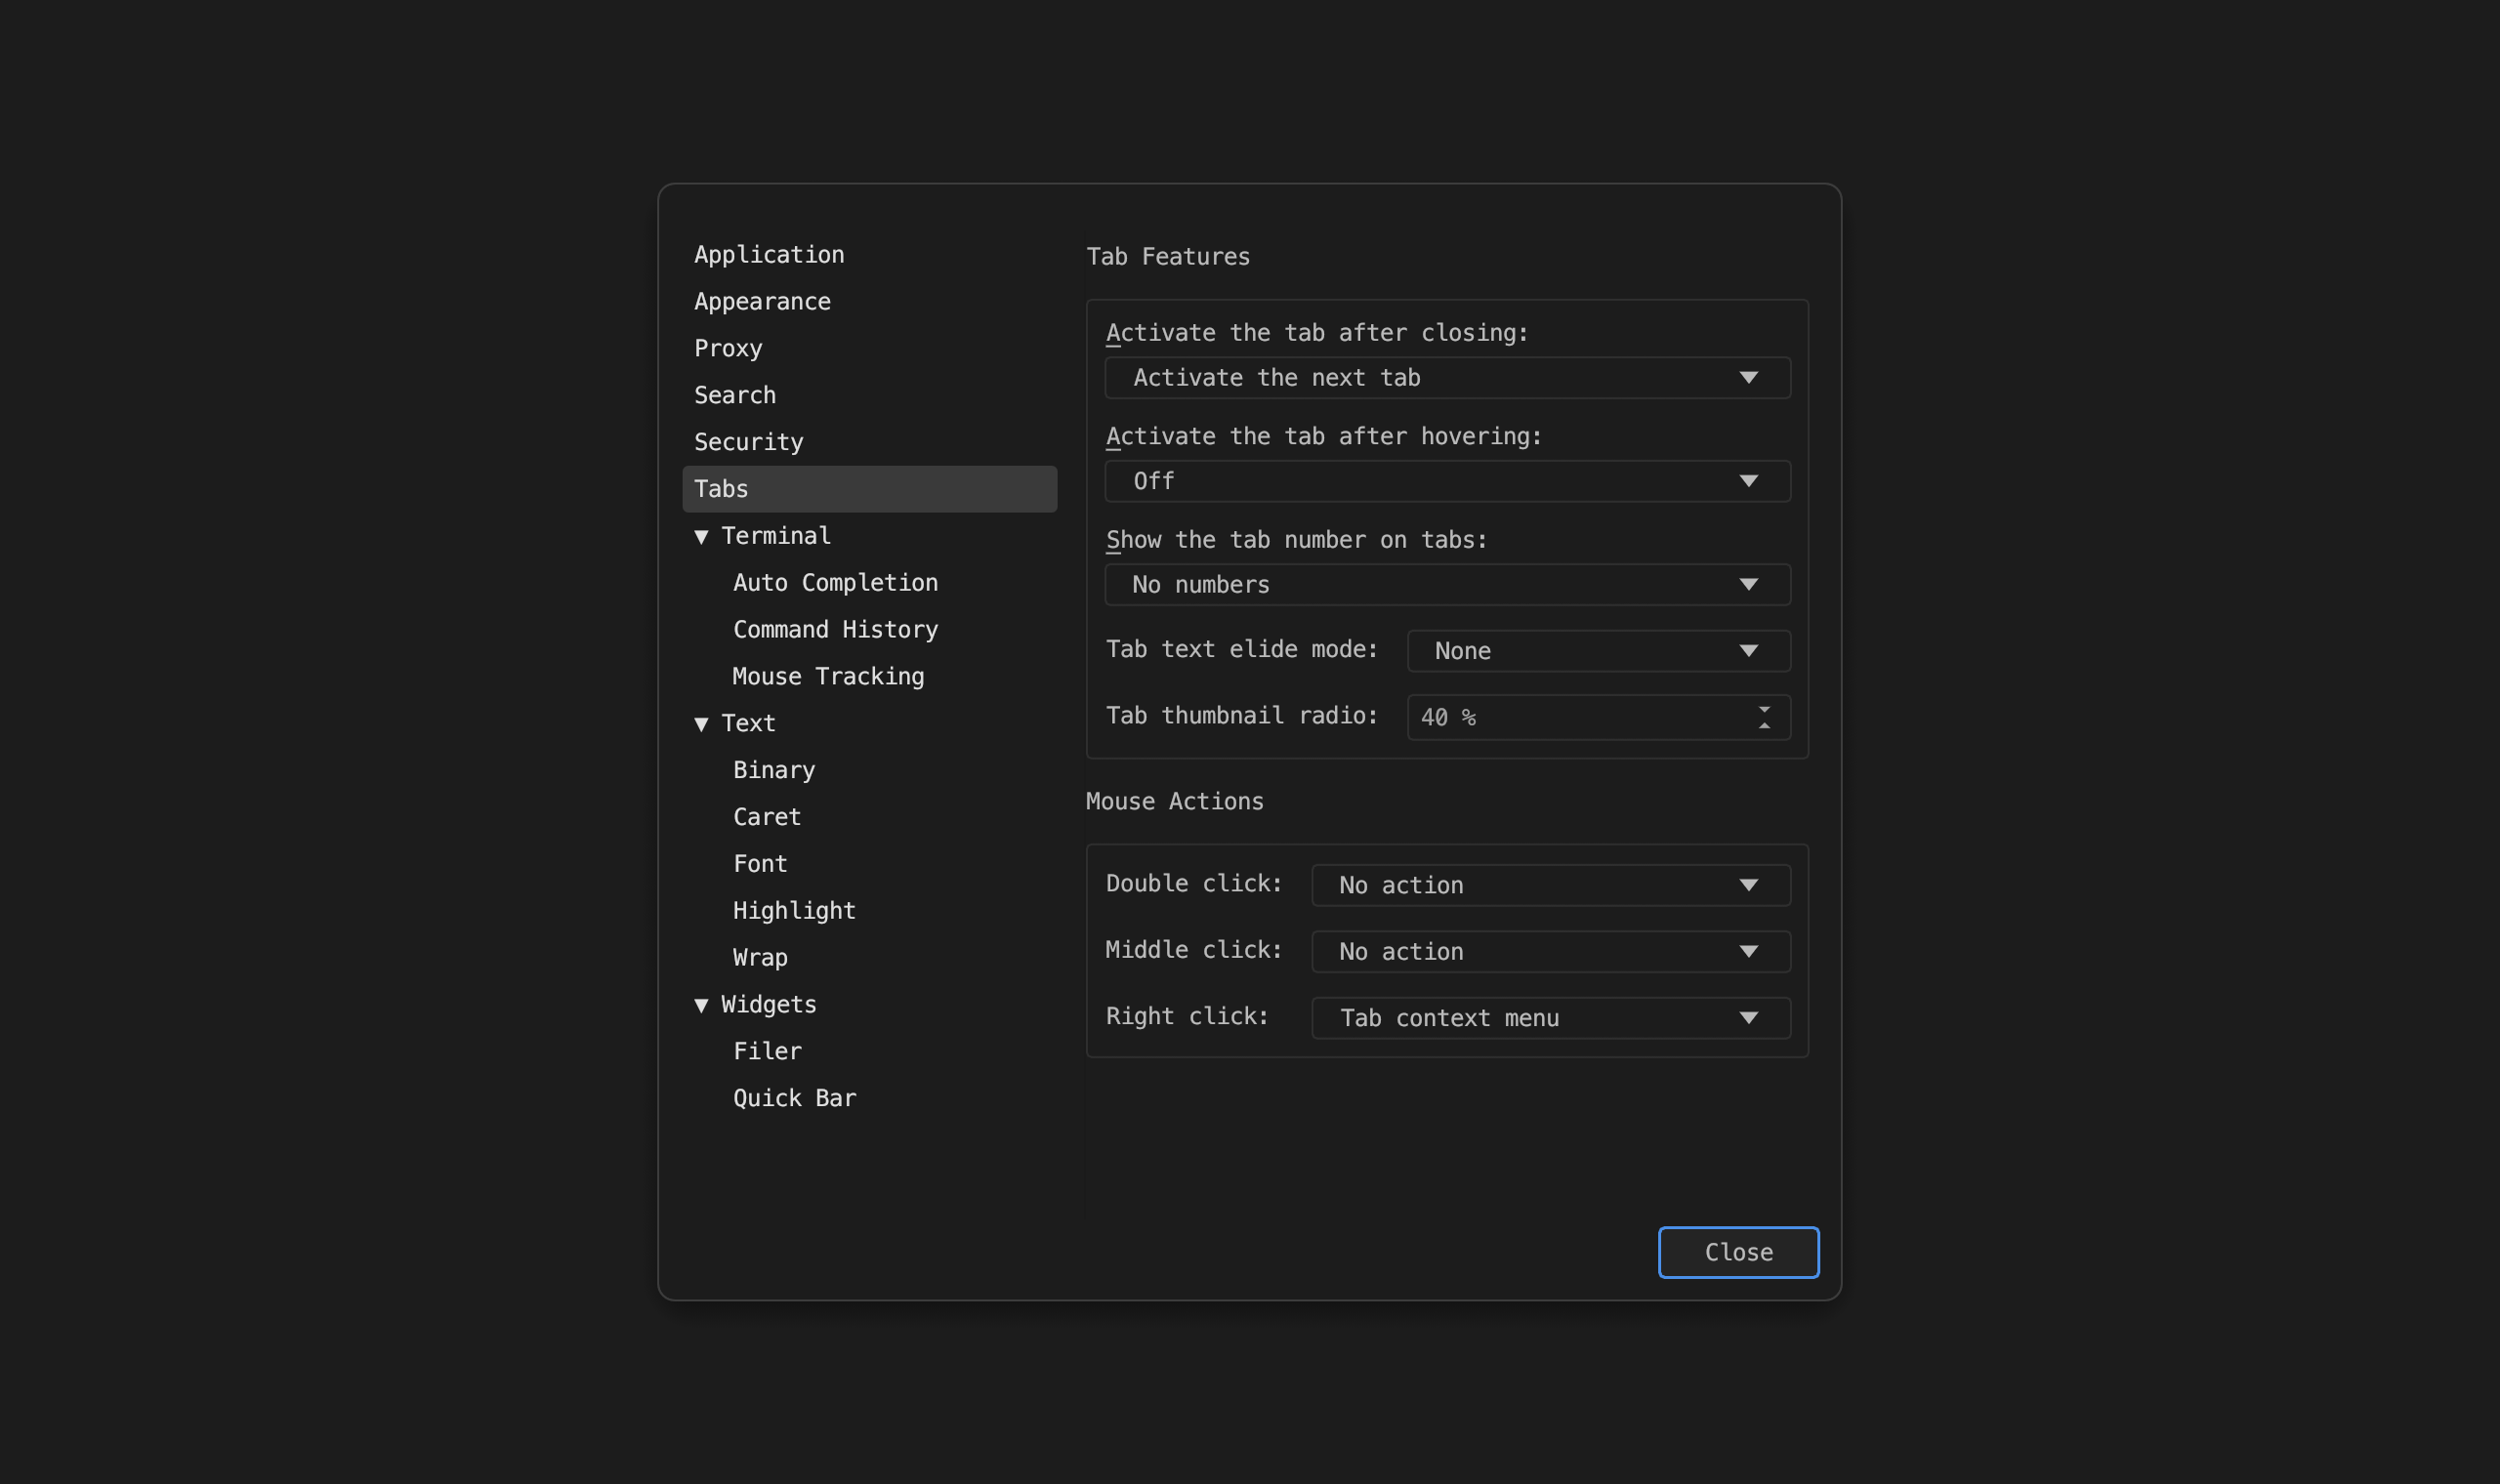 Application
Appearance
Proxy
Search
Security
Tabs
▼ Terminal
Auto Completion
Command History
Mouse Tracking
▼ Text
Binary
Caret
Font
Highlight
Wrap
▼ Widgets
Filer
Quick Bar
Tab Features
Activate the tab after closing:
Activate the next tab
Activate the tab after hovering:
Off
Show the tab number on tabs:
No numbers
Tab text elide mode: None
Tab thumbnail radio: 40 %
Mouse Actions
Double click: No action
Middle click: No action
Right click: Tab context menu
Close